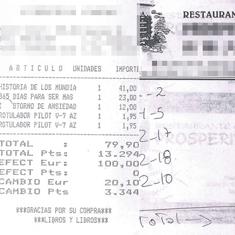 RESTAURAN
ARTICULO UNIDADES IMPORTE
HISTORIA DE LOS MUNDIA 1 41,00
365 DIAS PARA SER MAS 1 23,00
STORNO DE ANSIEDAD 1 12,00
ROTULADOR PILOT V-7 AZ 1 1,95
ROTULADOR PILOT V-7 AZ 1 1,95
TOTAL : 79,90
TOTAL Pts: 13.294
EFECT Eur: 100,00
EFECT Pts: 0
CAMBIO Eur 20,10
CAMBIO Pts 3.344
***GRACIAS POR SU COMPRA***
***LIBROS Y LIBROS***
-2
1-5
2-17
2-18
2-10
Total →